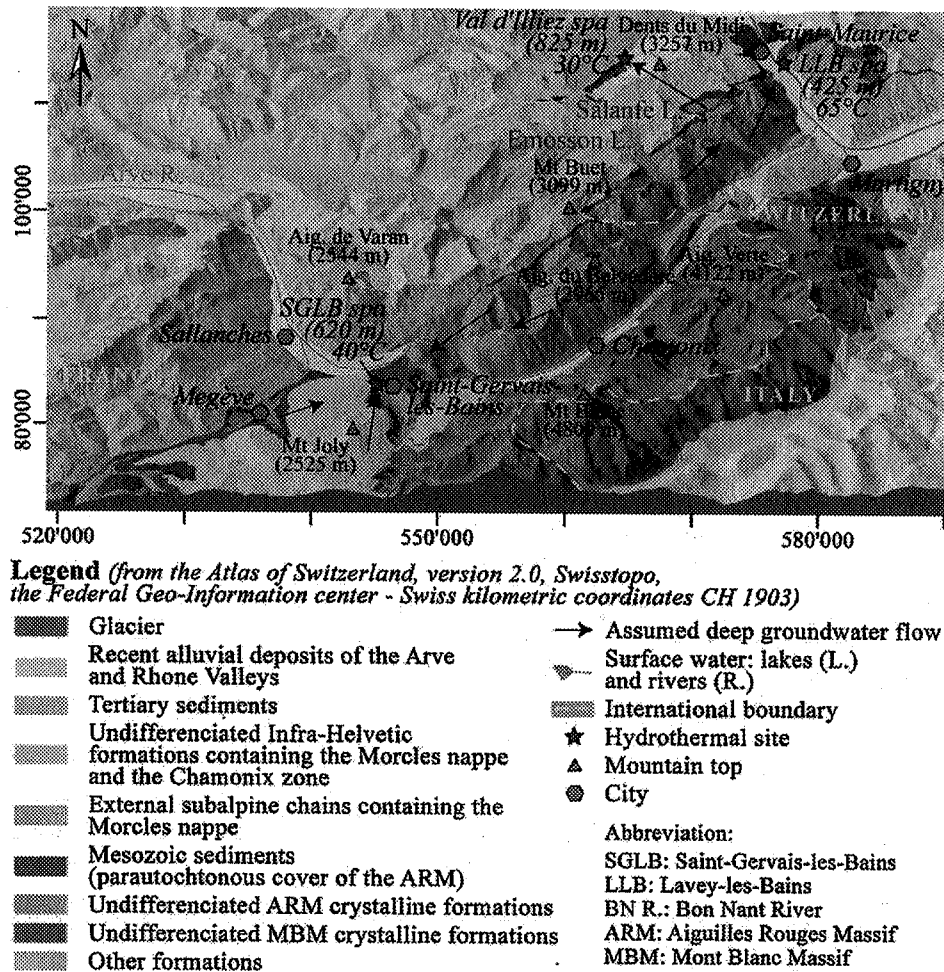 N
Val d'Illiez spa
(825 m)
30°C
Dents du Midi
(3257 m)
Saint-Maurice
LLB spa
(425 m)
65°C
Salanfe L.
Emosson L.
Mt Buet
(3099 m)
Martigny
Arve R.
SWITZERLAND
100'000
Aig. de Varan
(2544 m)
Aig. Verte
(4122 m)
Aig. du Belvédère
SGLB spa
(620 m)
40°C
Sallanches
Chamonix
FRANCE
Megève
Saint-Gervais-
les-Bains
ITALY
Mt Blanc
80'000
Mt Joly
(2525 m)
520'000 550'000 580'000
Legend (from the Atlas of Switzerland, version 2.0, Swisstopo,
the Federal Geo-Information center - Swiss kilometric coordinates CH 1903)
Glacier
Recent alluvial deposits of the Arve
and Rhone Valleys
Tertiary sediments
Undifferenciated Infra-Helvetic
formations containing the Morcles nappe
and the Chamonix zone
External subalpine chains containing the
Morcles nappe
Mesozoic sediments
(parautochtonous cover of the ARM)
Undifferenciated ARM crystalline formations
Undifferenciated MBM crystalline formations
Other formations
Assumed deep groundwater flow
Surface water: lakes (L.)
and rivers (R.)
International boundary
Hydrothermal site
Mountain top
City
Abbreviation:
SGLB: Saint-Gervais-les-Bains
LLB: Lavey-les-Bains
BN R.: Bon Nant River
ARM: Aiguilles Rouges Massif
MBM: Mont Blanc Massif